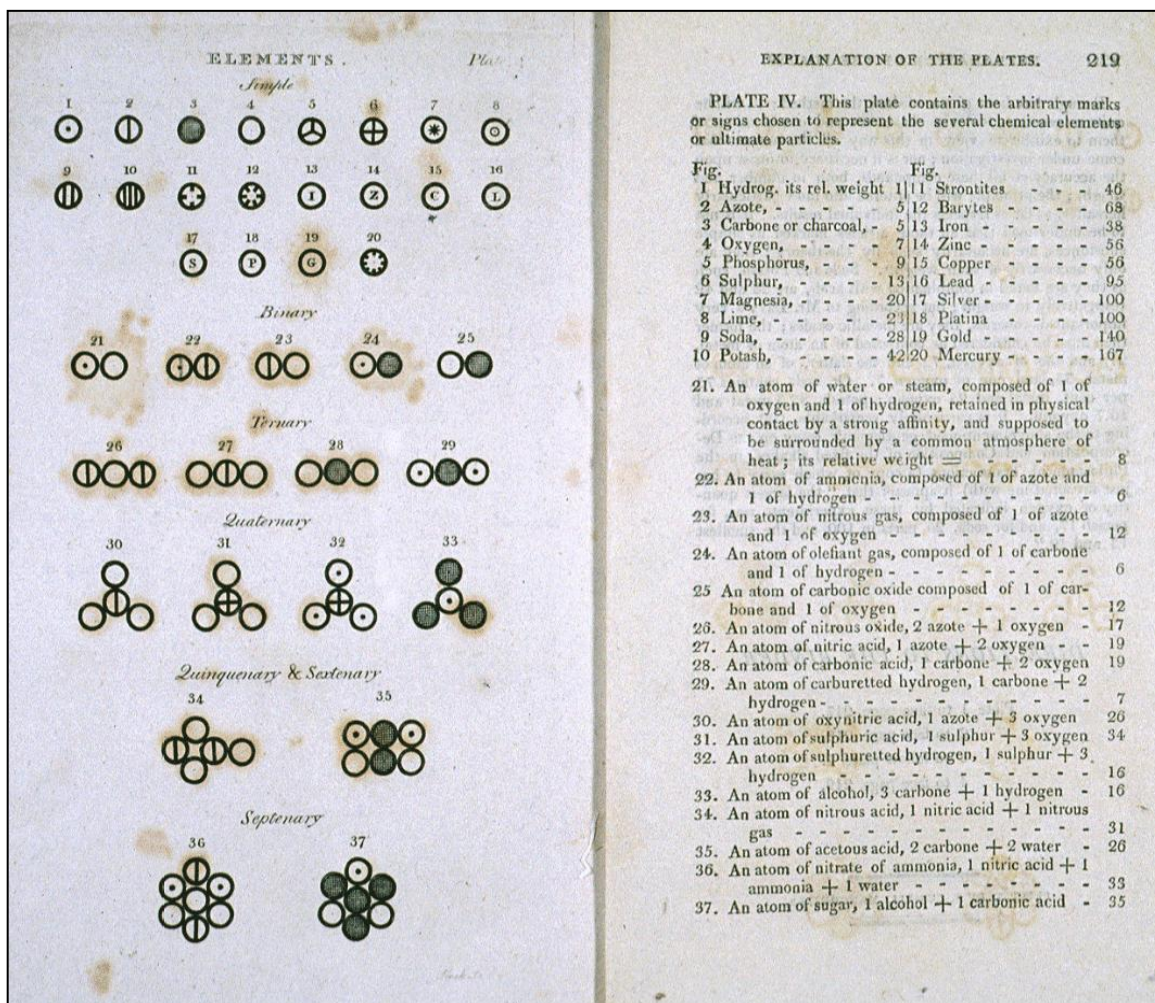 ELEMENTS. Plate
Simple
1 2 3 4 5 6 7 8
9 10 11 12 13 14 15 16
I Z C L
17 18 19 20
S P G
Binary
21 22 23 24 25
Ternary
26 27 28 29
Quaternary
30 31 32 33
Quinquenary & Sextenary
34 35
Septenary
36 37
EXPLANATION OF THE PLATES. 219
PLATE IV. This plate contains the arbitrary marks
or signs chosen to represent the several chemical elements
or ultimate particles.
Fig. Fig.
1 Hydrog. its rel. weight 1 11 Strontites - - - 46
2 Azote, - - - - - 5 12 Barytes - - - - 68
3 Carbone or charcoal, - 5 13 Iron - - - - - 38
4 Oxygen, - - - - 7 14 Zinc - - - - - 56
5 Phosphorus, - - - 9 15 Copper - - - - 56
6 Sulphur, - - - - 13 16 Lead - - - - - 95
7 Magnesia, - - - - 20 17 Silver - - - - - 100
8 Lime, - - - - - 23 18 Platina - - - - 100
9 Soda, - - - - - 28 19 Gold - - - - - 140
10 Potash, - - - - - 42 20 Mercury - - - - 167
21. An atom of water or steam, composed of 1 of
oxygen and 1 of hydrogen, retained in physical
contact by a strong affinity, and supposed to
be surrounded by a common atmosphere of
heat; its relative weight = - - - - - 8
22. An atom of ammonia, composed of 1 of azote and
1 of hydrogen - - - - - - - - - 6
23. An atom of nitrous gas, composed of 1 of azote
and 1 of oxygen - - - - - - - - 12
24. An atom of olefiant gas, composed of 1 of carbone
and 1 of hydrogen - - - - - - - - 6
25 An atom of carbonic oxide composed of 1 of car-
bone and 1 of oxygen - - - - - - - 12
26. An atom of nitrous oxide, 2 azote + 1 oxygen - 17
27. An atom of nitric acid, 1 azote + 2 oxygen - - 19
28. An atom of carbonic acid, 1 carbone + 2 oxygen 19
29. An atom of carburetted hydrogen, 1 carbone + 2
hydrogen - - - - - - - - - - 7
30. An atom of oxynitric acid, 1 azote + 3 oxygen 26
31. An atom of sulphuric acid, 1 sulphur + 3 oxygen 34
32. An atom of sulphuretted hydrogen, 1 sulphur + 3
hydrogen - - - - - - - - - - 16
33. An atom of alcohol, 3 carbone + 1 hydrogen - 16
34. An atom of nitrous acid, 1 nitric acid + 1 nitrous
gas - - - - - - - - - - - 31
35. An atom of acetous acid, 2 carbone + 2 water - 26
36. An atom of nitrate of ammonia, 1 nitric acid + 1
ammonia + 1 water - - - - - - - 33
37. An atom of sugar, 1 alcohol + 1 carbonic acid - 35